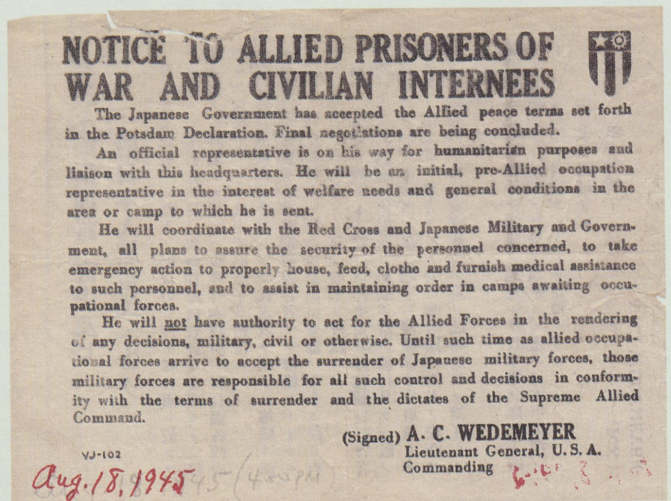 NOTICE TO ALLIED PRISONERS OF
WAR AND CIVILIAN INTERNEES
The Japanese Government has accepted the Allied peace terms set forth
in the Potsdam Declaration. Final negotistions are being concluded.
An official representative is on his way for humanitarian purposes and
liaison with this headquarters. He will be an initial, pre-Allied occupation
representative in the interest of welfare needs and general conditions in the
area or camp to which he is sent.
He will coordinate with the Red Cross and Japanese Military and Govern-
ment, all plans to assure the security of the personnel concerned, to take
emergency action to properly house, feed, clothe and furnish medical assistance
to such personnel, and to assist in maintaining order in camps awaiting occu-
pational forces.
He will not have authority to act for the Allied Forces in the rendering
of any decisions, military, civil or otherwise. Until such time as allied occupa-
tional forces arrive to accept the surrender of Japanese military forces, those
military forces are responsible for all such control and decisions in conform-
ity with the terms of surrender and the dictates of the Supreme Allied
Command.
(Signed) A. C. WEDEMEYER
Lieutenant General, U. S. A.
Commanding
VJ-102
Aug. 18, 1945